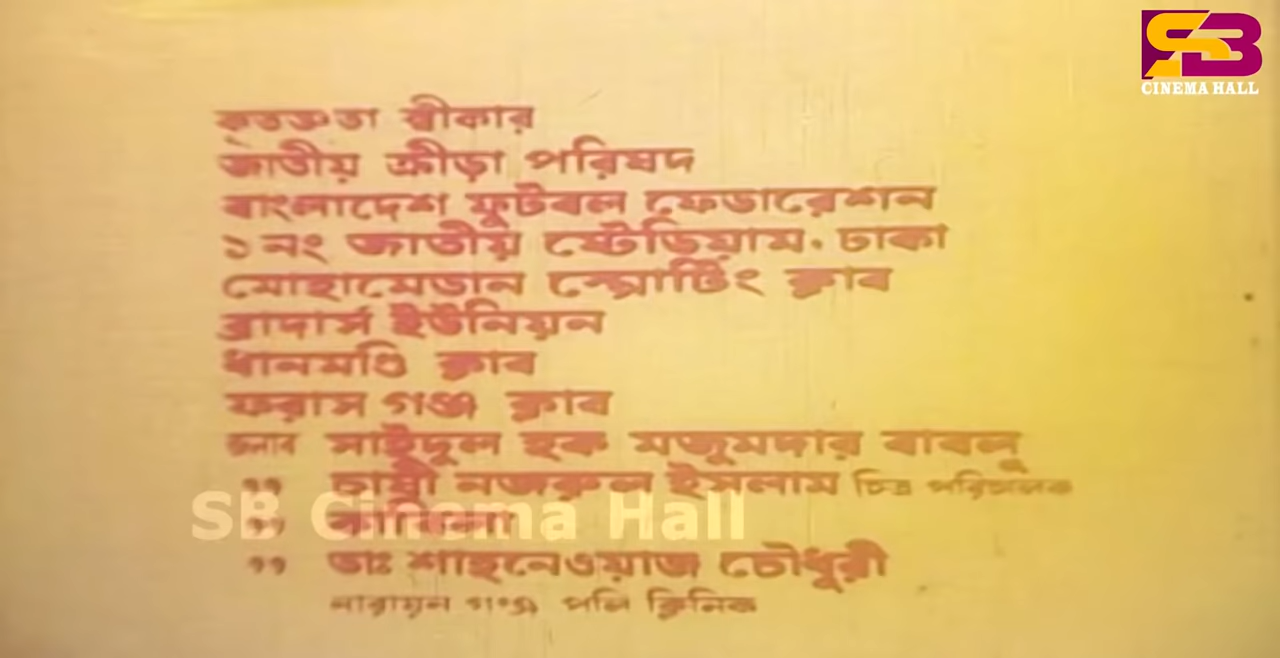 SB
CINEMA HALL
কৃতজ্ঞতা স্বীকার
জাতীয় ক্রীড়া পরিষদ
বাংলাদেশ ফুটবল ফেডারেশন
১ নং জাতীয় ষ্টেডিয়াম. ঢাকা
মোহামেডান স্পোর্টিং ক্লাব
ব্রাদার্স ইউনিয়ন
ধানমণ্ডি ক্লাব
ফরাস গঞ্জ ক্লাব
জনাব সাইদুল হক মজুমদার বাবলু
,, চাষী নজরুল ইসলাম চিত্র পরিচালক
,,
SB Cinema Hall
,, ডাঃ শাহনেওয়াজ চৌধুরী
নারায়ন গঞ্জ পলি ক্লিনিক